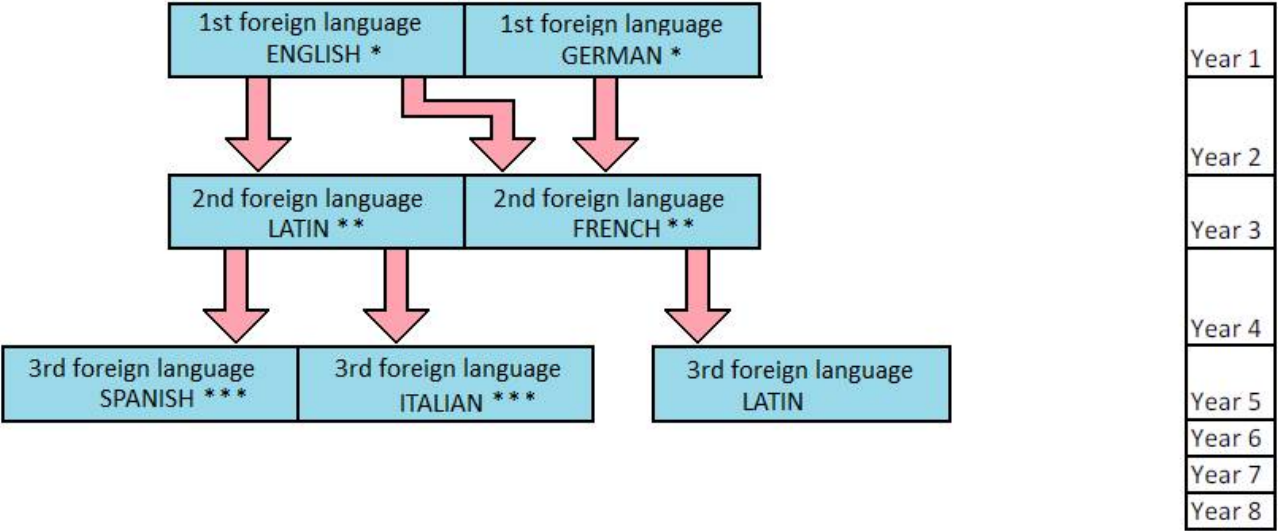 1st foreign language
ENGLISH *
1st foreign language
GERMAN *
Year 1
Year 2
2nd foreign language
LATIN * *
2nd foreign language
FRENCH * *
Year 3
Year 4
3rd foreign language
SPANISH * * *
3rd foreign language
ITALIAN * * *
3rd foreign language
LATIN
Year 5
Year 6
Year 7
Year 8